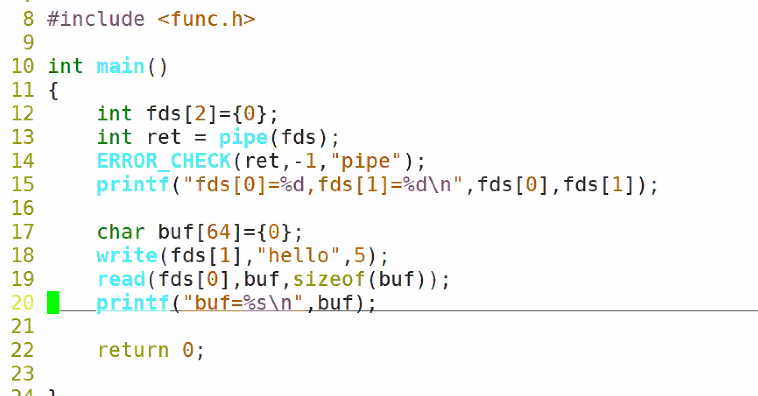 8 #include <func.h>
9
10 int main()
11 {
12     int fds[2]={0};
13     int ret = pipe(fds);
14     ERROR_CHECK(ret,-1,"pipe");
15     printf("fds[0]=%d,fds[1]=%d\n",fds[0],fds[1]);
16
17     char buf[64]={0};
18     write(fds[1],"hello",5);
19     read(fds[0],buf,sizeof(buf));
20     printf("buf=%s\n",buf);
21
22     return 0;
23
24 }